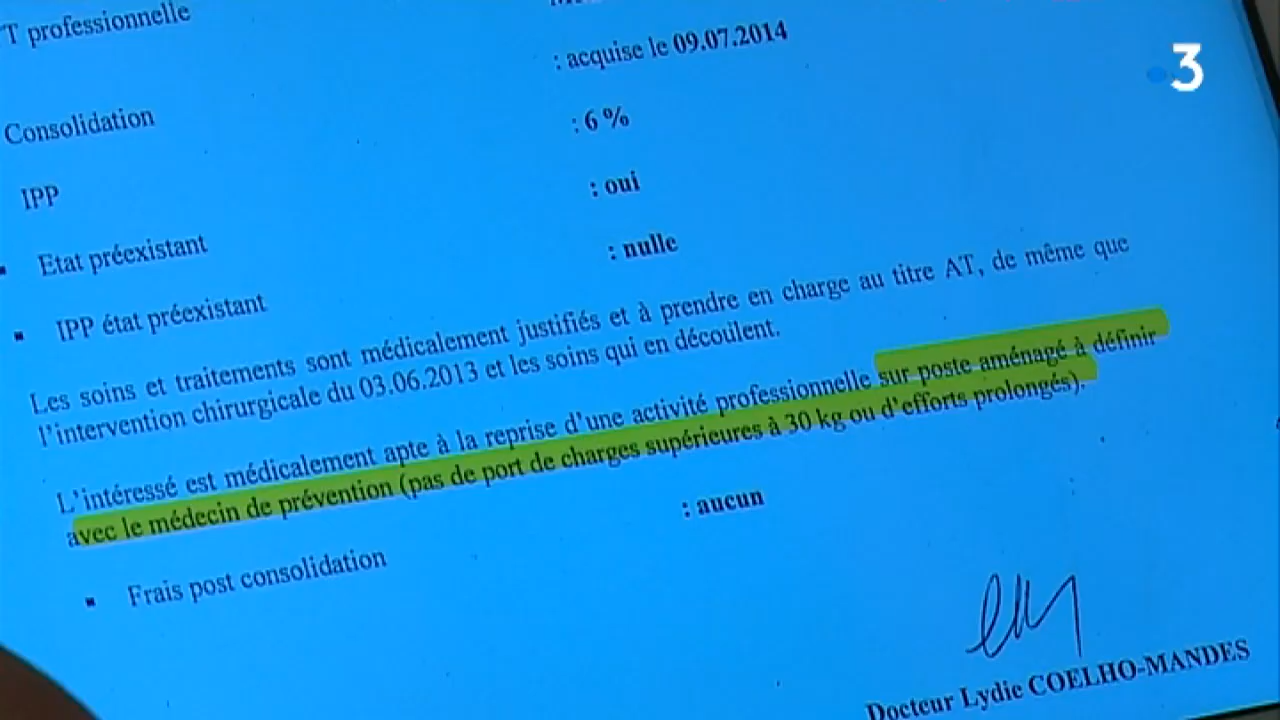 T professionnelle
: acquise le 09.07.2014
3
Consolidation
: 6 %
IPP
: oui
Etat préexistant
: nulle
IPP état préexistant
Les soins et traitements sont médicalement justifiés et à prendre en charge au titre AT, de même que
l'intervention chirurgicale du 03.06.2013 et les soins qui en découlent.
L'intéressé est médicalement apte à la reprise d'une activité professionnelle sur poste aménagé à définir
avec le médecin de prévention (pas de port de charges supérieures à 30 kg ou d'efforts prolongés).
: aucun
Frais post consolidation
Docteur Lydie COELHO-MANDES